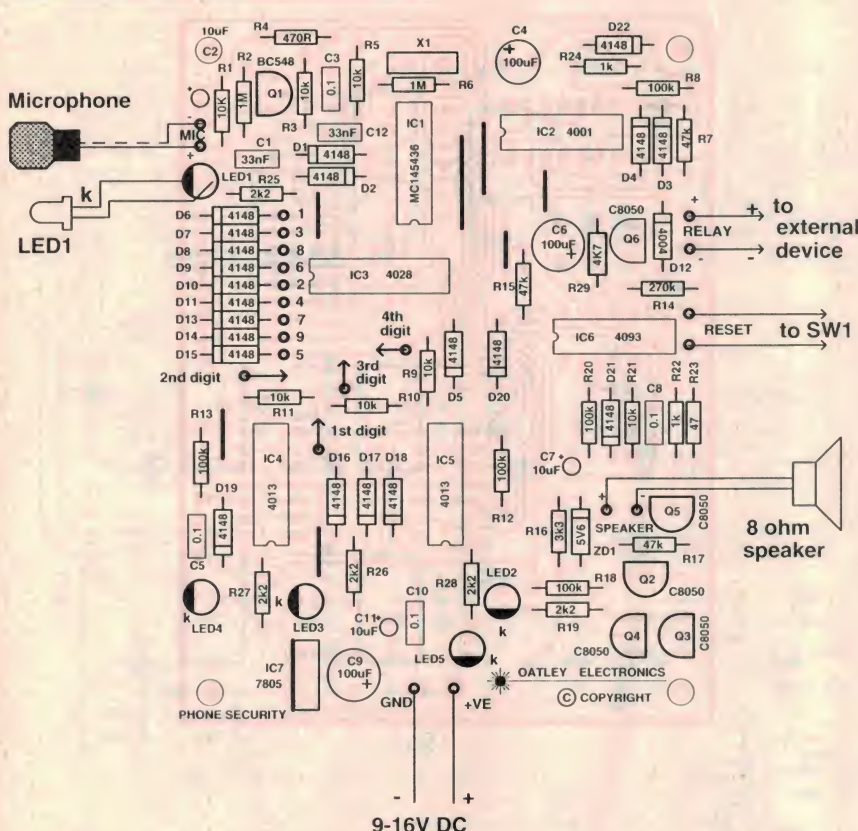 10uF
C2
R4
470R
R5
X1
C4
100uF
D22
4148
R24
1k
R8
100k
R1
R2
BC548
C3
10K
1M
Q1
10k
R3
0.1
10k
1M
R6
Microphone
- MIC +
C1
33nF
33nF
C12
D1
4148
4148
D2
IC1
MC145436
IC2 4001
4148
4148
47k
R7
D4
D3
LED1
R25
2k2
k
LED1
D6 4148 1
D7 4148 3
D8 4148 8
D9 4148 6
D10 4148 2
D11 4148 4
D13 4148 7
D14 4148 9
D15 4148 5
IC3 4028
C6
100uF
R15
47k
4K7
R29
C8050
Q6
4004
D12
+
RELAY
-
+
-
to
external
device
270k
R14
RESET
to SW1
IC6 4093
4th
digit
3rd
digit
2nd digit
1st digit
R9
10k
R10
10k
R11
10k
4148
D5
4148
D20
R20
D21
R21
C8
R22
R23
100k
4148
10k
0.1
1k
47
R13
100k
D19
4148
0.1
C5
IC4
4013
D16 D17 D18
4148
4148
4148
IC5
4013
100k
R12
C7
10uF
+
R16
3k3
5V6
ZD1
+ -
SPEAKER
Q5
C8050
47k
R17
8 ohm
speaker
R27
2k2
2k2
R26
R28
2k2
LED2
k
100k
R18
2k2
R19
Q2
C8050
C8050
Q4
Q3
C8050
k
LED4
k
LED3
C11
10uF
C10
0.1
LED5
k
IC7
7805
C9
100uF
OATLEY ELECTRONICS
© COPYRIGHT
PHONE SECURITY
GND
+VE
- +
9-16V DC